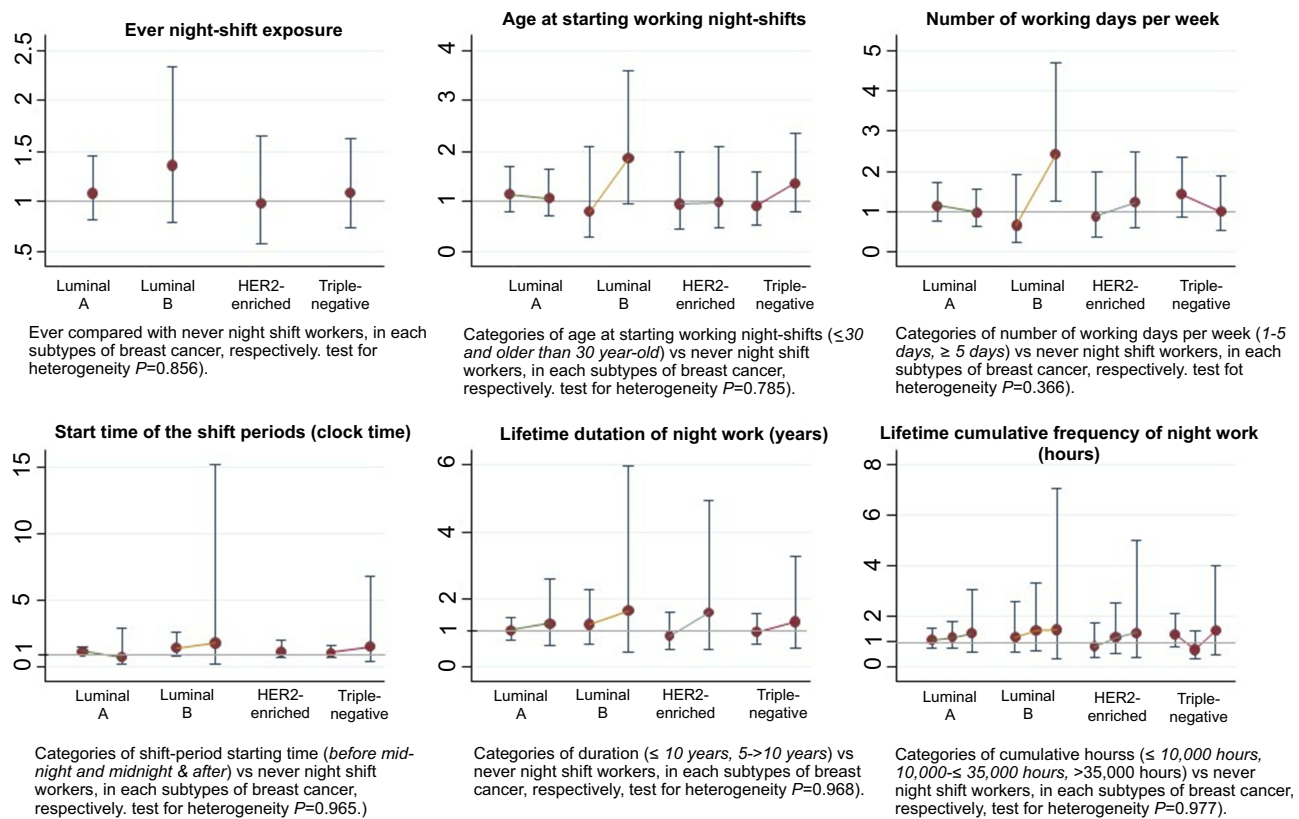 Ever night-shift exposure
2.5
2
1.5
1
.5
Luminal A
Luminal B
HER2-enriched
Triple-negative
Ever compared with never night shift workers, in each
subtypes of breast cancer, respectively. test for
heterogeneity P=0.856).
Age at starting working night-shifts
4
3
2
1
0
Luminal A
Luminal B
HER2-enriched
Triple-negative
Categories of age at starting working night-shifts (≤30
and older than 30 year-old) vs never night shift
workers, in each subtypes of breast cancer,
respectively. test for heterogeneity P=0.785).
Number of working days per week
5
4
3
2
1
0
Luminal A
Luminal B
HER2-enriched
Triple-negative
Categories of number of working days per week (1-5
days, ≥ 5 days) vs never night shift workers, in each
subtypes of breast cancer, respectively. test fot
heterogeneity P=0.366).
Start time of the shift periods (clock time)
15
10
5
1
0
Luminal A
Luminal B
HER2-enriched
Triple-negative
Categories of shift-period starting time (before mid-
night and midnight & after) vs never night shift
workers, in each subtypes of breast cancer,
respectively. test for heterogeneity P=0.965.)
Lifetime dutation of night work (years)
6
4
2
1
0
Luminal A
Luminal B
HER2-enriched
Triple-negative
Categories of duration (≤ 10 years, 5->10 years) vs
never night shift workers, in each subtypes of breast
cancer, respectively, test for heterogeneity P=0.968).
Lifetime cumulative frequency of night work
(hours)
8
6
4
2
1
0
Luminal A
Luminal B
HER2-enriched
Triple-negative
Categories of cumulative hourss (≤ 10,000 hours,
10,000-≤ 35,000 hours, >35,000 hours) vs never
night shift workers, in each subtypes of breast cancer,
respectively, test for heterogeneity P=0.977).